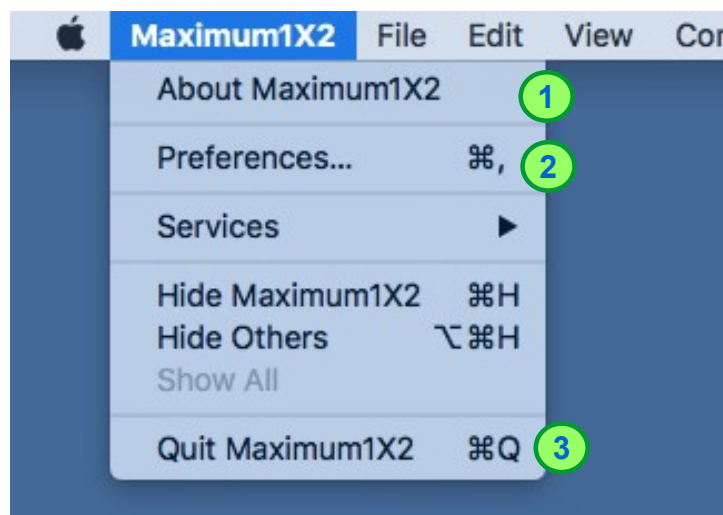 Maximum1X2 File Edit View Cor
About Maximum1X2 1
Preferences... ⌘, 2
Services ▶
Hide Maximum1X2 ⌘H
Hide Others ⌥⌘H
Show All
Quit Maximum1X2 ⌘Q 3